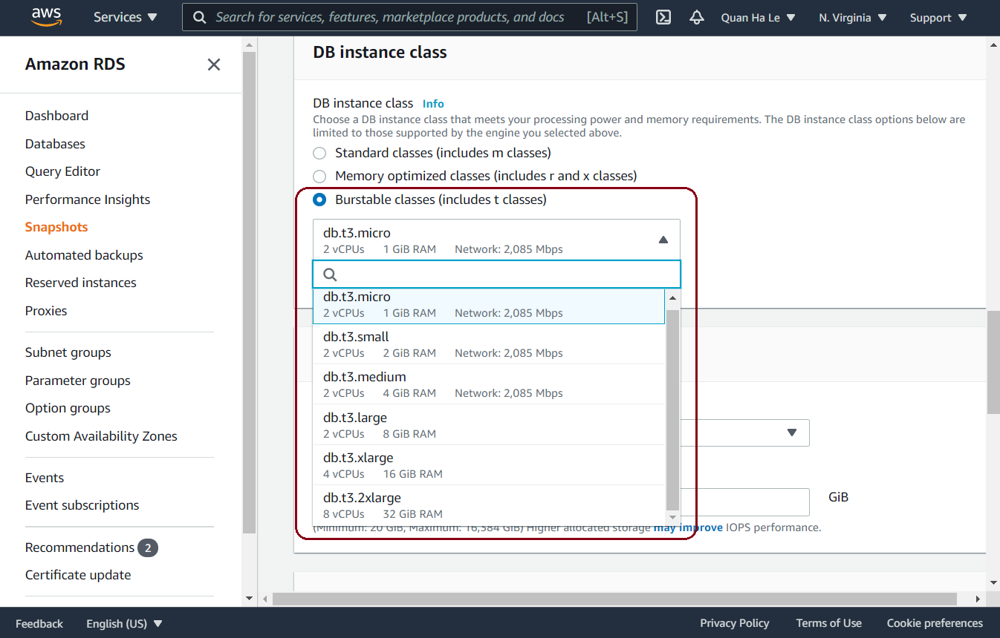 aws Services Search for services, features, marketplace products, and docs [Alt+S] Quan Ha Le N. Virginia Support
Amazon RDS
Dashboard
Databases
Query Editor
Performance Insights
Snapshots
Automated backups
Reserved instances
Proxies
Subnet groups
Parameter groups
Option groups
Custom Availability Zones
Events
Event subscriptions
Recommendations 2
Certificate update
DB instance class
DB instance class Info
Choose a DB instance class that meets your processing power and memory requirements. The DB instance class options below are
limited to those supported by the engine you selected above.
Standard classes (includes m classes)
Memory optimized classes (includes r and x classes)
Burstable classes (includes t classes)
db.t3.micro
2 vCPUs 1 GiB RAM Network: 2,085 Mbps
db.t3.micro
2 vCPUs 1 GiB RAM Network: 2,085 Mbps
db.t3.small
2 vCPUs 2 GiB RAM Network: 2,085 Mbps
db.t3.medium
2 vCPUs 4 GiB RAM Network: 2,085 Mbps
db.t3.large
2 vCPUs 8 GiB RAM
db.t3.xlarge
4 vCPUs 16 GiB RAM
db.t3.2xlarge
8 vCPUs 32 GiB RAM
GiB
(Minimum: 20 GiB, Maximum: 16,384 GiB) Higher allocated storage may improve IOPS performance.
Feedback English (US) Privacy Policy Terms of Use Cookie preferences